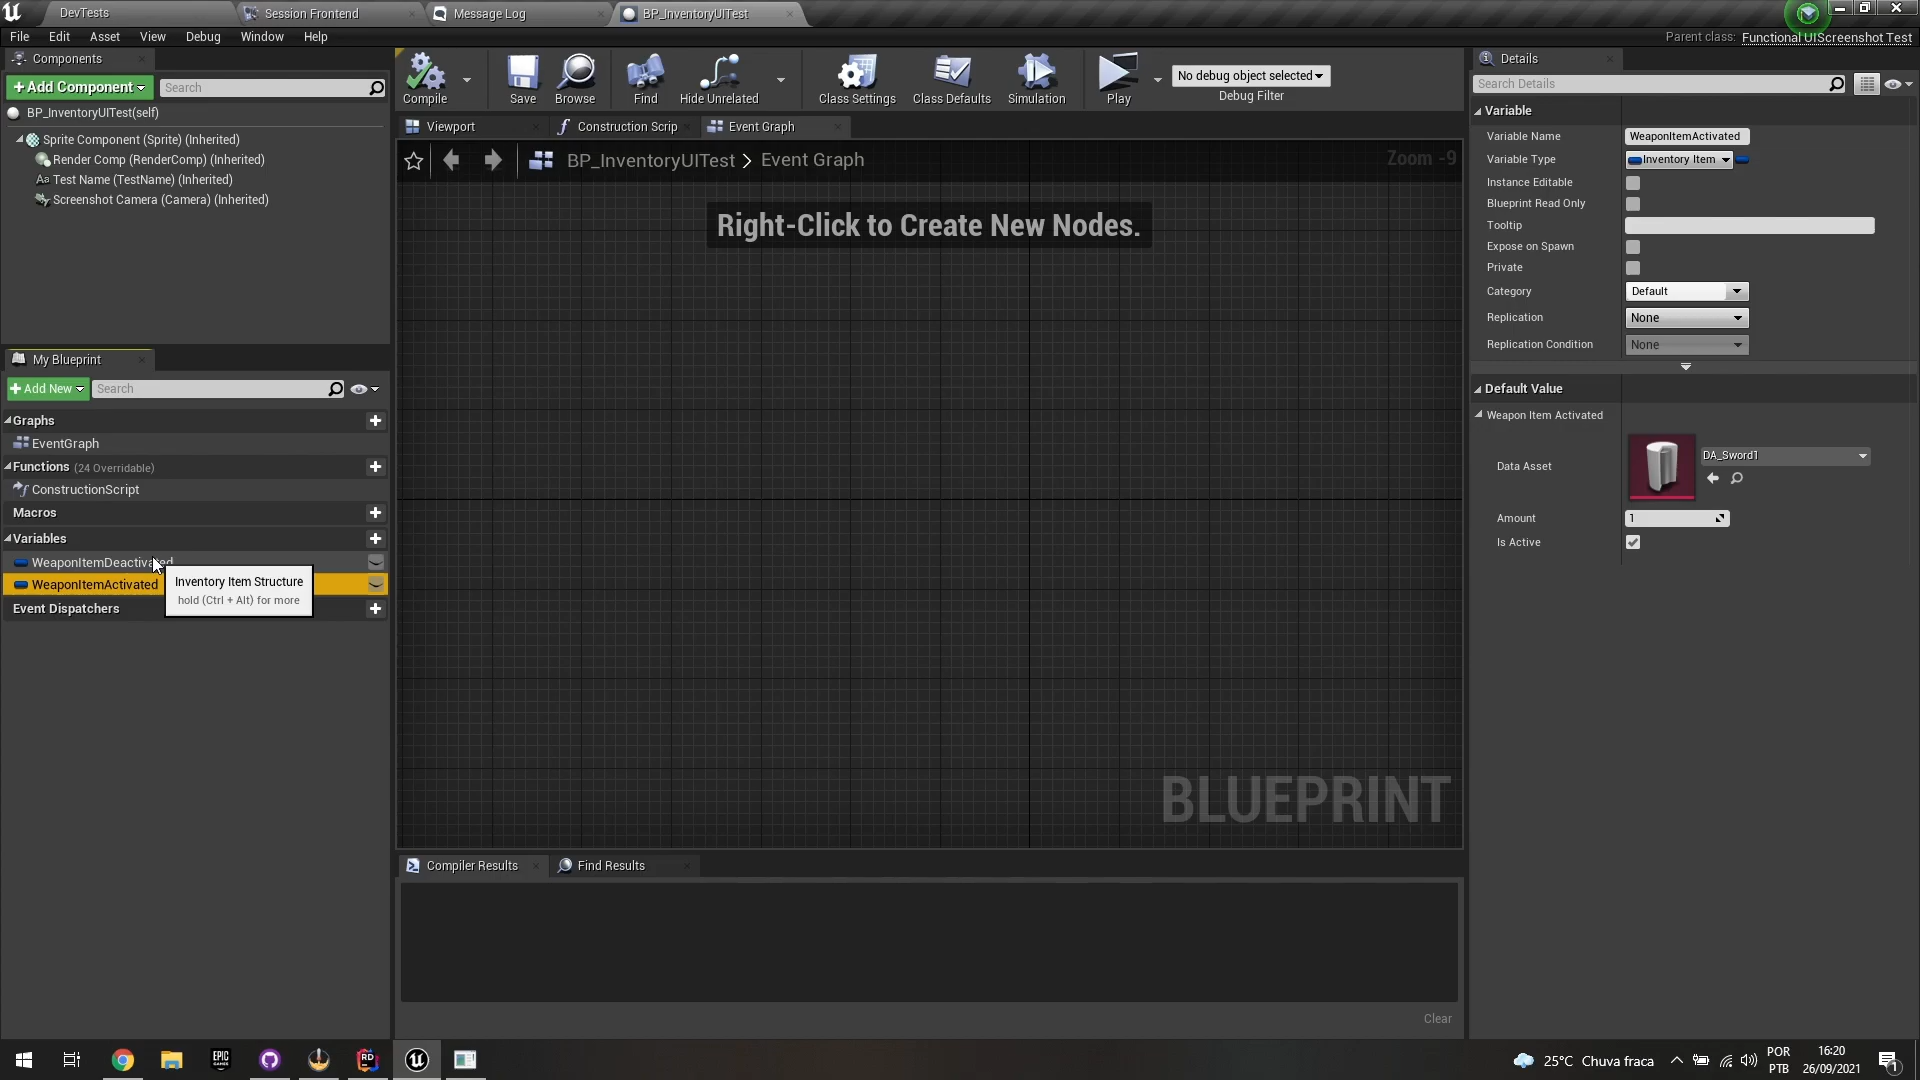 DevTests
Session Frontend
Message Log
BP_InventoryUITest
File Edit Asset View Debug Window Help
Parent class: Functional UIScreenshot Test
Components
+ Add Component
Search
BP_InventoryUITest(self)
Sprite Component (Sprite) (Inherited)
Render Comp (RenderComp) (Inherited)
Aa Test Name (TestName) (Inherited)
Screenshot Camera (Camera) (Inherited)
My Blueprint
+ Add New
Search
Graphs
EventGraph
Functions (24 Overridable)
ConstructionScript
Macros
Variables
WeaponItemDeactivated
WeaponItemActivated
Inventory Item Structure
hold (Ctrl + Alt) for more
Event Dispatchers
Compile
Save
Browse
Find
Hide Unrelated
Class Settings
Class Defaults
Simulation
Play
No debug object selected
Debug Filter
Viewport
Construction Scrip
Event Graph
BP_InventoryUITest > Event Graph
Zoom -9
Right-Click to Create New Nodes.
BLUEPRINT
Compiler Results
Find Results
Clear
Details
Search Details
Variable
Variable Name WeaponItemActivated
Variable Type Inventory Item
Instance Editable
Blueprint Read Only
Tooltip
Expose on Spawn
Private
Category Default
Replication None
Replication Condition None
Default Value
Weapon Item Activated
Data Asset DA_Sword1
Amount 1
Is Active
EPIC GAMES
RD
25°C Chuva fraca
POR
PTB
16:20
26/09/2021
1